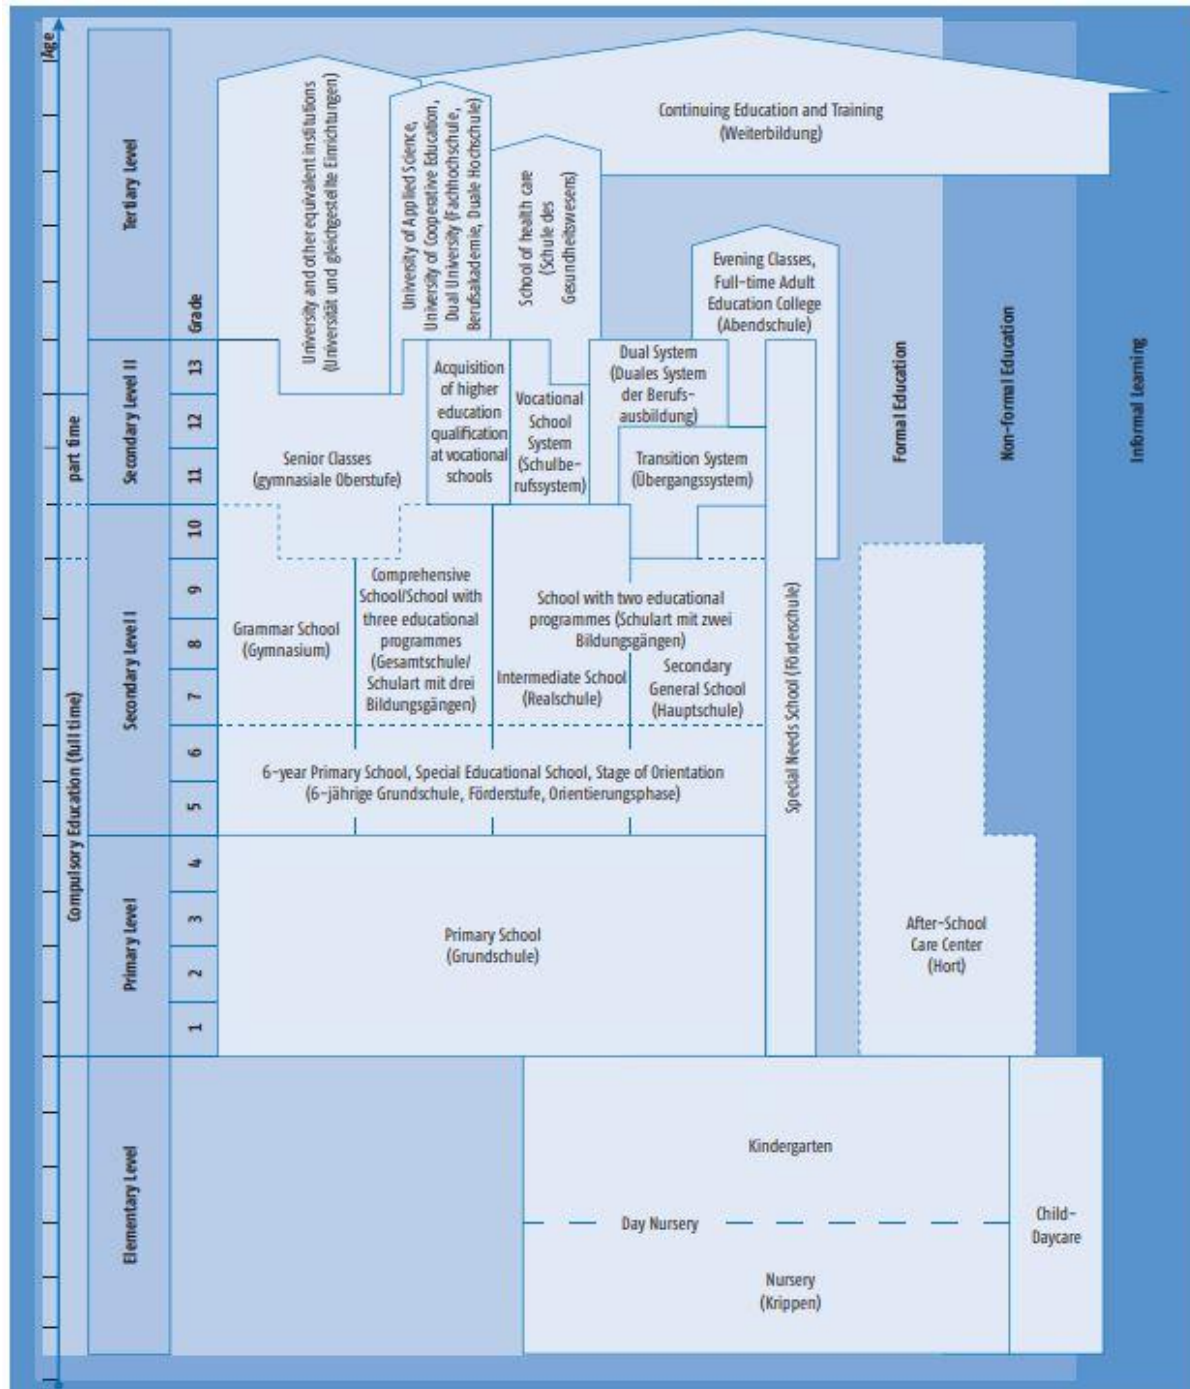 Age
part time
Compulsory Education (full time)
Tertiary Level
Secondary Level II
Secondary Level I
Primary Level
Elementary Level
Grade
13
12
11
10
9
8
7
6
5
4
3
2
1
University and other equivalent institutions
(Universität und gleichgestellte Einrichtungen)
University of Applied Science,
University of Cooperative Education,
Dual University (Fachhochschule,
Berufsakademie, Duale Hochschule)
School of health care
(Schule des
Gesundheitswesens)
Continuing Education and Training
(Weiterbildung)
Evening Classes,
Full-time Adult
Education College
(Abendschule)
Senior Classes
(gymnasiale Oberstufe)
Acquisition
of higher
education
qualification
at vocational
schools
Vocational
School
System
(Schulbe-
rufssystem)
Dual System
(Duales System
der Berufs-
ausbildung)
Transition System
(Übergangssystem)
Formal Education
Non-formal Education
Informal Learning
Grammar School
(Gymnasium)
Comprehensive
School/School with
three educational
programmes
(Gesamtschule/
Schulart mit drei
Bildungsgängen)
School with two educational
programmes (Schulart mit zwei
Bildungsgängen)
Intermediate School
(Realschule)
Secondary
General School
(Hauptschule)
Special Needs School (Förderschule)
6-year Primary School, Special Educational School, Stage of Orientation
(6-jährige Grundschule, Förderstufe, Orientierungsphase)
Primary School
(Grundschule)
After-School
Care Center
(Hort)
Kindergarten
Day Nursery
Nursery
(Krippen)
Child-
Daycare